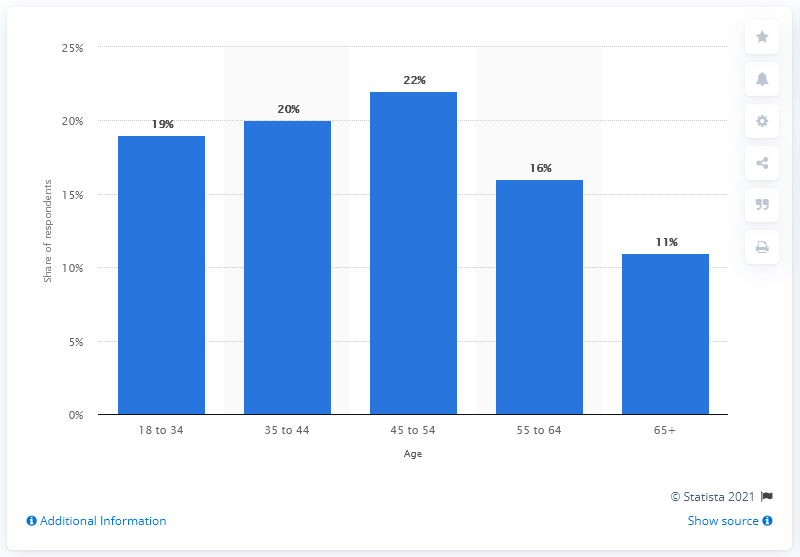 25%
20%
15%
10%
5%
0%
Share of respondents
19%
20%
22%
16%
11%
18 to 34
35 to 44
45 to 54
55 to 64
65+
Age
© Statista 2021
Additional Information
Show source